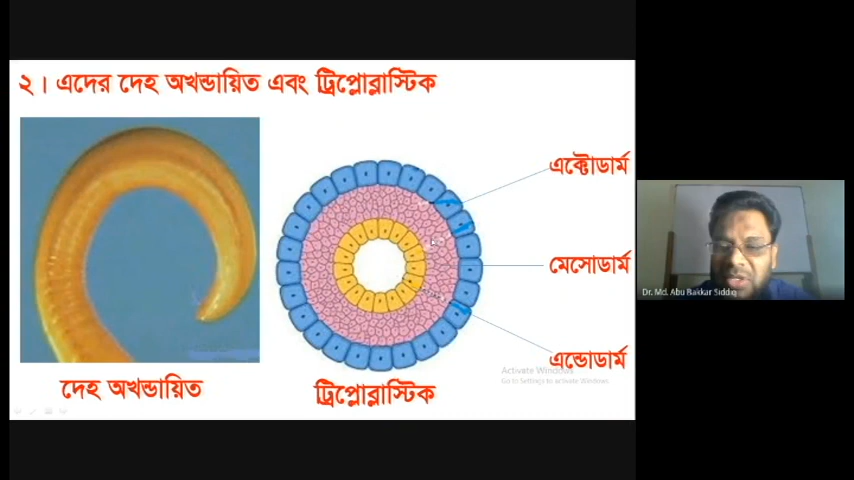 ২। এদের দেহ অখন্ডায়িত এবং ট্রিপ্লোব্লাস্টিক
এক্টোডার্ম
মেসোডার্ম
এন্ডোডার্ম
দেহ অখন্ডায়িত
ট্রিপ্লোব্লাস্টিক
Activate Windows
Go to Settings to activate Windows.
Dr. Md. Abu Bakkar Siddiq